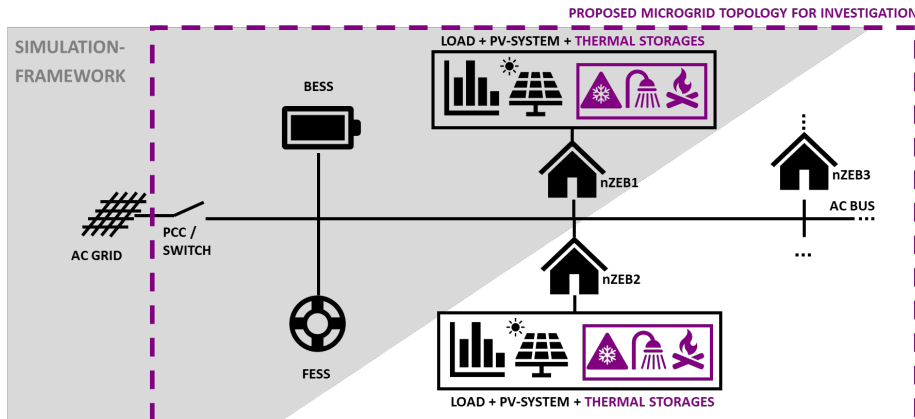 PROPOSED MICROGRID TOPOLOGY FOR INVESTIGATION
SIMULATION-
FRAMEWORK
LOAD + PV-SYSTEM + THERMAL STORAGES
BESS
nZEB1
nZEB3
AC BUS
PCC /
SWITCH
AC GRID
nZEB2
FESS
LOAD + PV-SYSTEM + THERMAL STORAGES